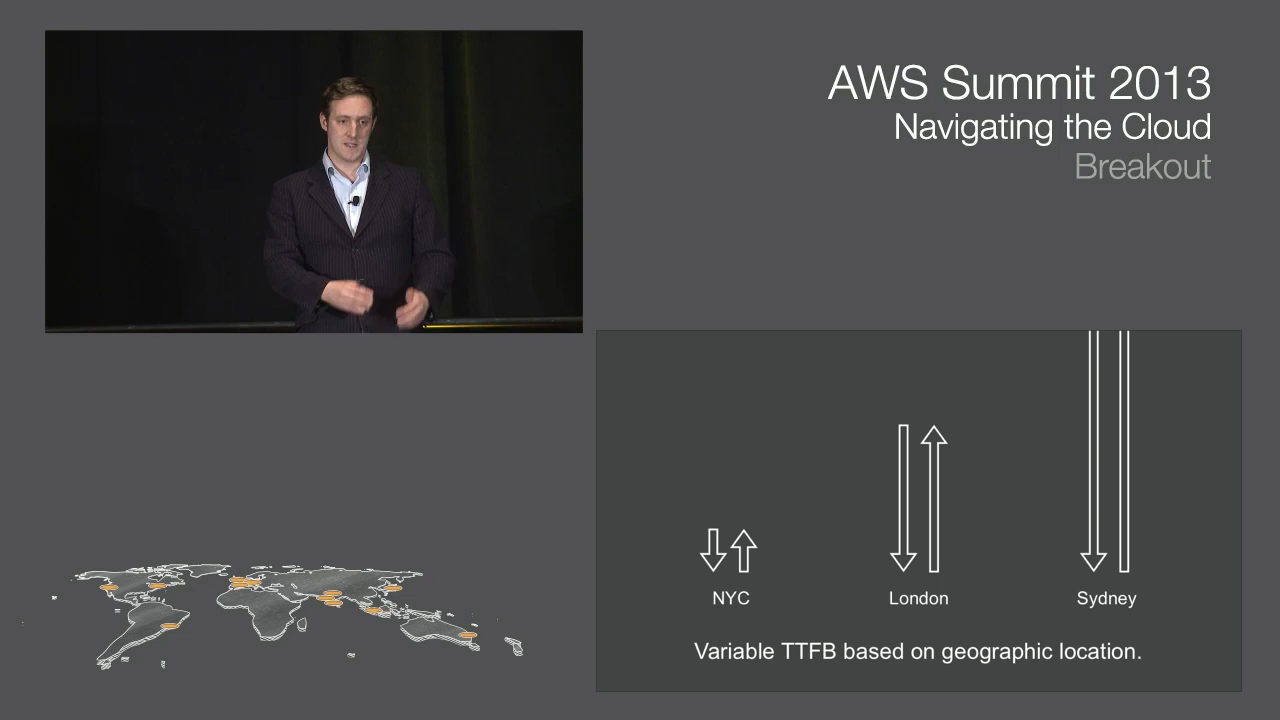 AWS Summit 2013
Navigating the Cloud
Breakout
NYC
London
Sydney
Variable TTFB based on geographic location.